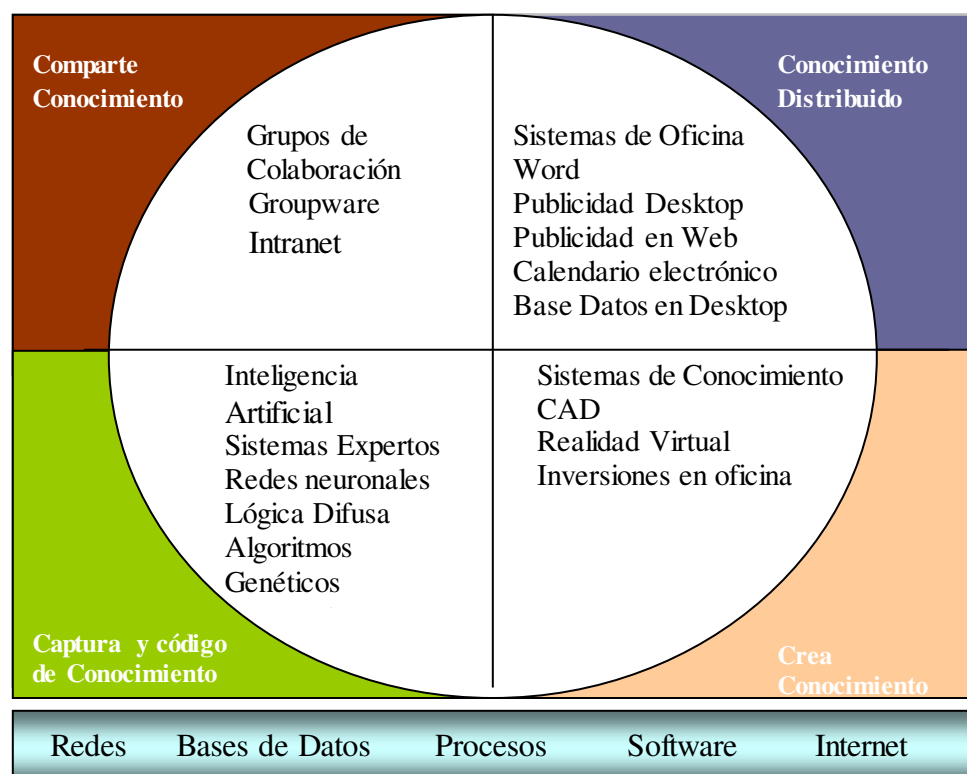 Comparte
Conocimiento
Grupos de
Colaboración
Groupware
Intranet
Conocimiento
Distribuido
Sistemas de Oficina
Word
Publicidad Desktop
Publicidad en Web
Calendario electrónico
Base Datos en Desktop
Inteligencia
Artificial
Sistemas Expertos
Redes neuronales
Lógica Difusa
Algoritmos
Genéticos
Captura y código
de Conocimiento
Sistemas de Conocimiento
CAD
Realidad Virtual
Inversiones en oficina
Crea
Conocimiento
Redes Bases de Datos Procesos Software Internet